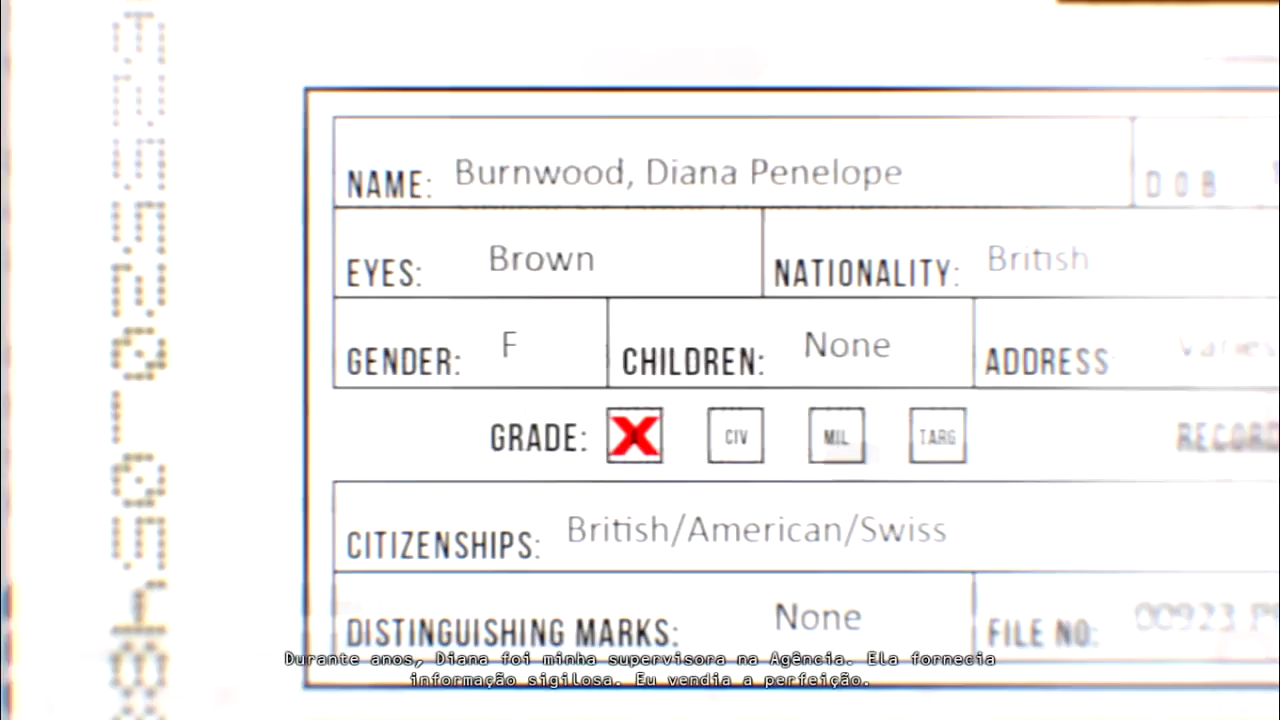 NAME: Burnwood, Diana Penelope DOB
EYES: Brown NATIONALITY: British
GENDER: F CHILDREN: None ADDRESS
GRADE: CIV MIL TARG RECORD
CITIZENSHIPS: British/American/Swiss
DISTINGUISHING MARKS: None FILE NO: 00923
Durante anos, Diana foi minha supervisora na Agência. Ela fornecia
informação sigilosa. Eu vendia a perfeição.